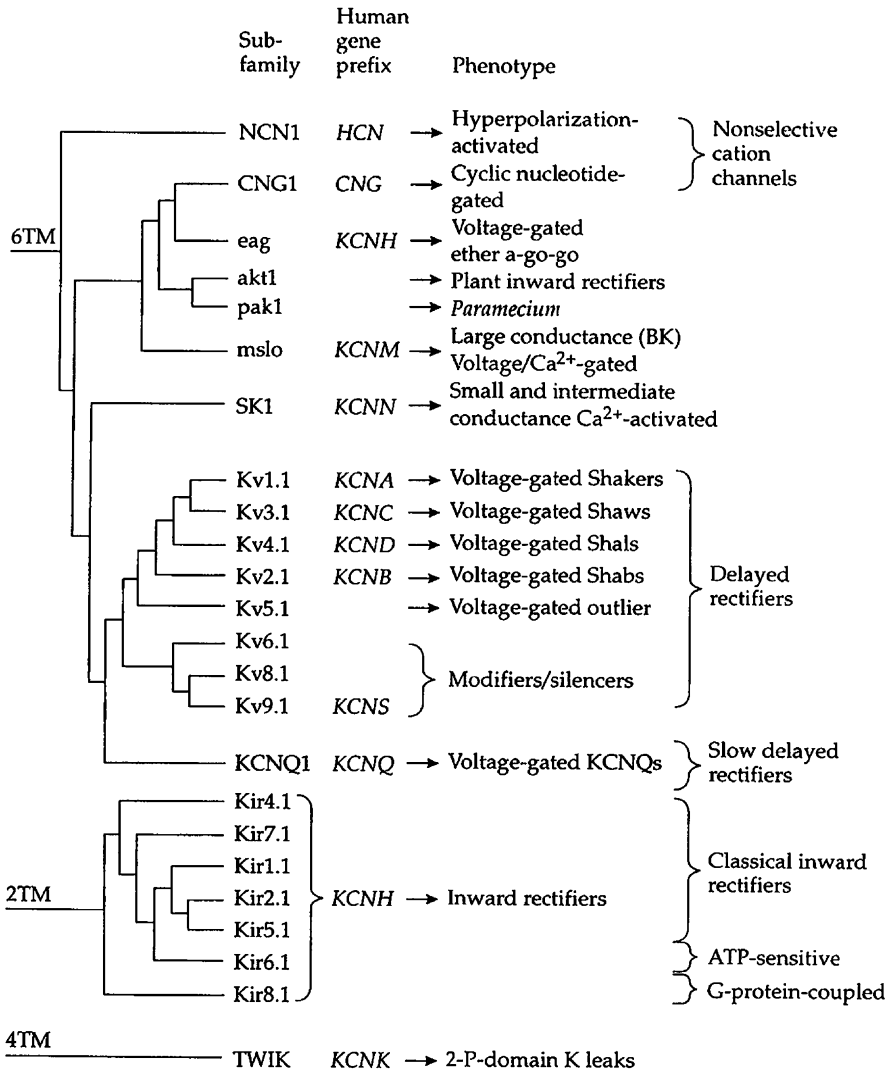 Sub-
family
Human
gene
prefix
Phenotype
6TM
NCN1 HCN → Hyperpolarization-
activated
CNG1 CNG → Cyclic nucleotide-
gated
Nonselective
cation
channels
eag KCNH → Voltage-gated
ether a-go-go
akt1 → Plant inward rectifiers
pak1 → Paramecium
mslo KCNM → Large conductance (BK)
Voltage/Ca²⁺-gated
SK1 KCNN → Small and intermediate
conductance Ca²⁺-activated
Kv1.1 KCNA → Voltage-gated Shakers
Kv3.1 KCNC → Voltage-gated Shaws
Kv4.1 KCND → Voltage-gated Shals
Kv2.1 KCNB → Voltage-gated Shabs
Kv5.1 → Voltage-gated outlier
Kv6.1
Kv8.1
Kv9.1 KCNS
Modifiers/silencers
Delayed
rectifiers
KCNQ1 KCNQ → Voltage-gated KCNQs
Slow delayed
rectifiers
2TM
Kir4.1
Kir7.1
Kir1.1
Kir2.1
Kir5.1
Kir6.1
Kir8.1
KCNH → Inward rectifiers
Classical inward
rectifiers
ATP-sensitive
G-protein-coupled
4TM
TWIK KCNK → 2-P-domain K leaks